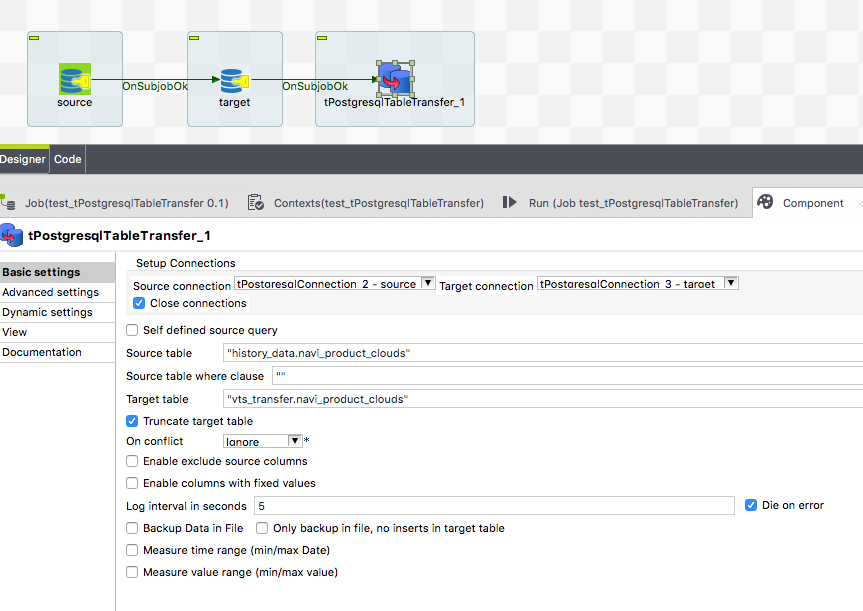 source
OnSubjobOk
target
OnSubjobOk
tPostgresqlTableTransfer_1
Designer
Code
Job(test_tPostgresqlTableTransfer 0.1)
Contexts(test_tPostgresqlTableTransfer)
Run (Job test_tPostgresqlTableTransfer)
Component
tPostgresqlTableTransfer_1
Basic settings
Advanced settings
Dynamic settings
View
Documentation
Setup Connections
Source connection tPostgresqlConnection_2 - source Target connection tPostgresqlConnection_3 - target
Close connections
Self defined source query
Source table "history_data.navi_product_clouds"
Source table where clause ""
Target table "vts_transfer.navi_product_clouds"
Truncate target table
On conflict Ignore *
Enable exclude source columns
Enable columns with fixed values
Log interval in seconds 5 Die on error
Backup Data in File Only backup in file, no inserts in target table
Measure time range (min/max Date)
Measure value range (min/max value)